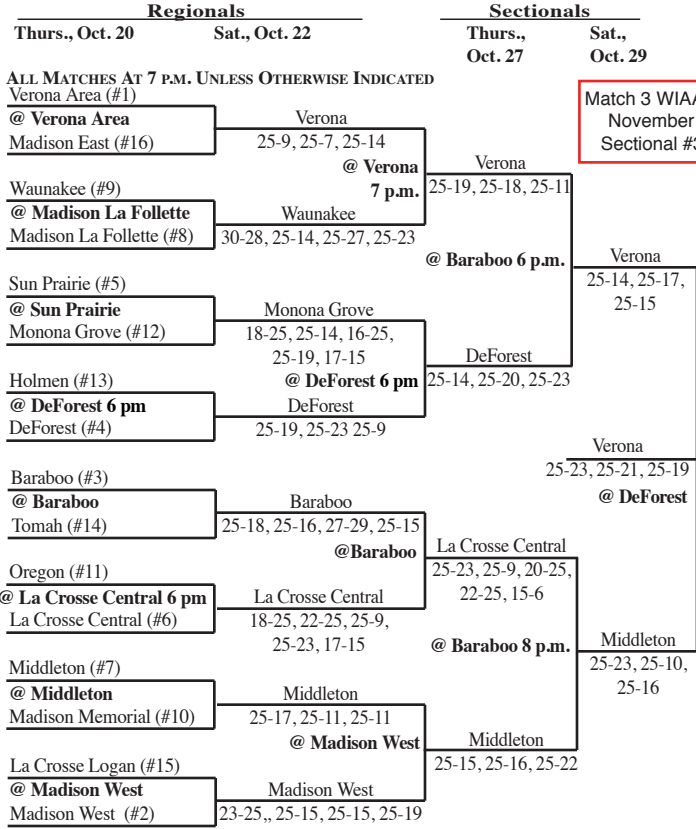 Regionals
Sectionals
Thurs., Oct. 20
Sat., Oct. 22
Thurs.,
Oct. 27
Sat.,
Oct. 29
ALL MATCHES AT 7 P.M. UNLESS OTHERWISE INDICATED
Match 3 WIAA
November
Sectional #3
Verona Area (#1)
@ Verona Area
Madison East (#16)
Waunakee (#9)
@ Madison La Follette
Madison La Follette (#8)
Sun Prairie (#5)
@ Sun Prairie
Monona Grove (#12)
Holmen (#13)
@ DeForest 6 pm
DeForest (#4)
Baraboo (#3)
@ Baraboo
Tomah (#14)
Oregon (#11)
@ La Crosse Central 6 pm
La Crosse Central (#6)
Middleton (#7)
@ Middleton
Madison Memorial (#10)
La Crosse Logan (#15)
@ Madison West
Madison West  (#2)
Verona
25-9, 25-7, 25-14
@ Verona
7 p.m.
Waunakee
30-28, 25-14, 25-27, 25-23
Monona Grove
18-25, 25-14, 16-25,
25-19, 17-15
@ DeForest 6 pm
DeForest
25-19, 25-23 25-9
Baraboo
25-18, 25-16, 27-29, 25-15
@Baraboo
La Crosse Central
18-25, 22-25, 25-9,
25-23, 17-15
Middleton
25-17, 25-11, 25-11
@ Madison West
Madison West
23-25,, 25-15, 25-15, 25-19
Verona
25-19, 25-18, 25-11
@ Baraboo 6 p.m.
DeForest
25-14, 25-20, 25-23
La Crosse Central
25-23, 25-9, 20-25,
22-25, 15-6
@ Baraboo 8 p.m.
Middleton
25-15, 25-16, 25-22
Verona
25-14, 25-17,
25-15
Verona
25-23, 25-21, 25-19
@ DeForest
Middleton
25-23, 25-10,
25-16